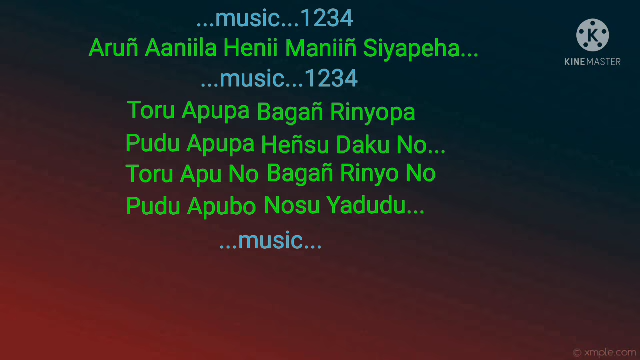 ...music...1234
Aruñ Aaniila Henii Maniiñ Siyapeha...
...music...1234
Toru Apupa Bagañ Rinyopa
Pudu Apupa Heñsu Daku No...
Toru Apu No Bagañ Rinyo No
Pudu Apubo Nosu Yadudu...
...music...
K
KINEMASTER
© xmple.com